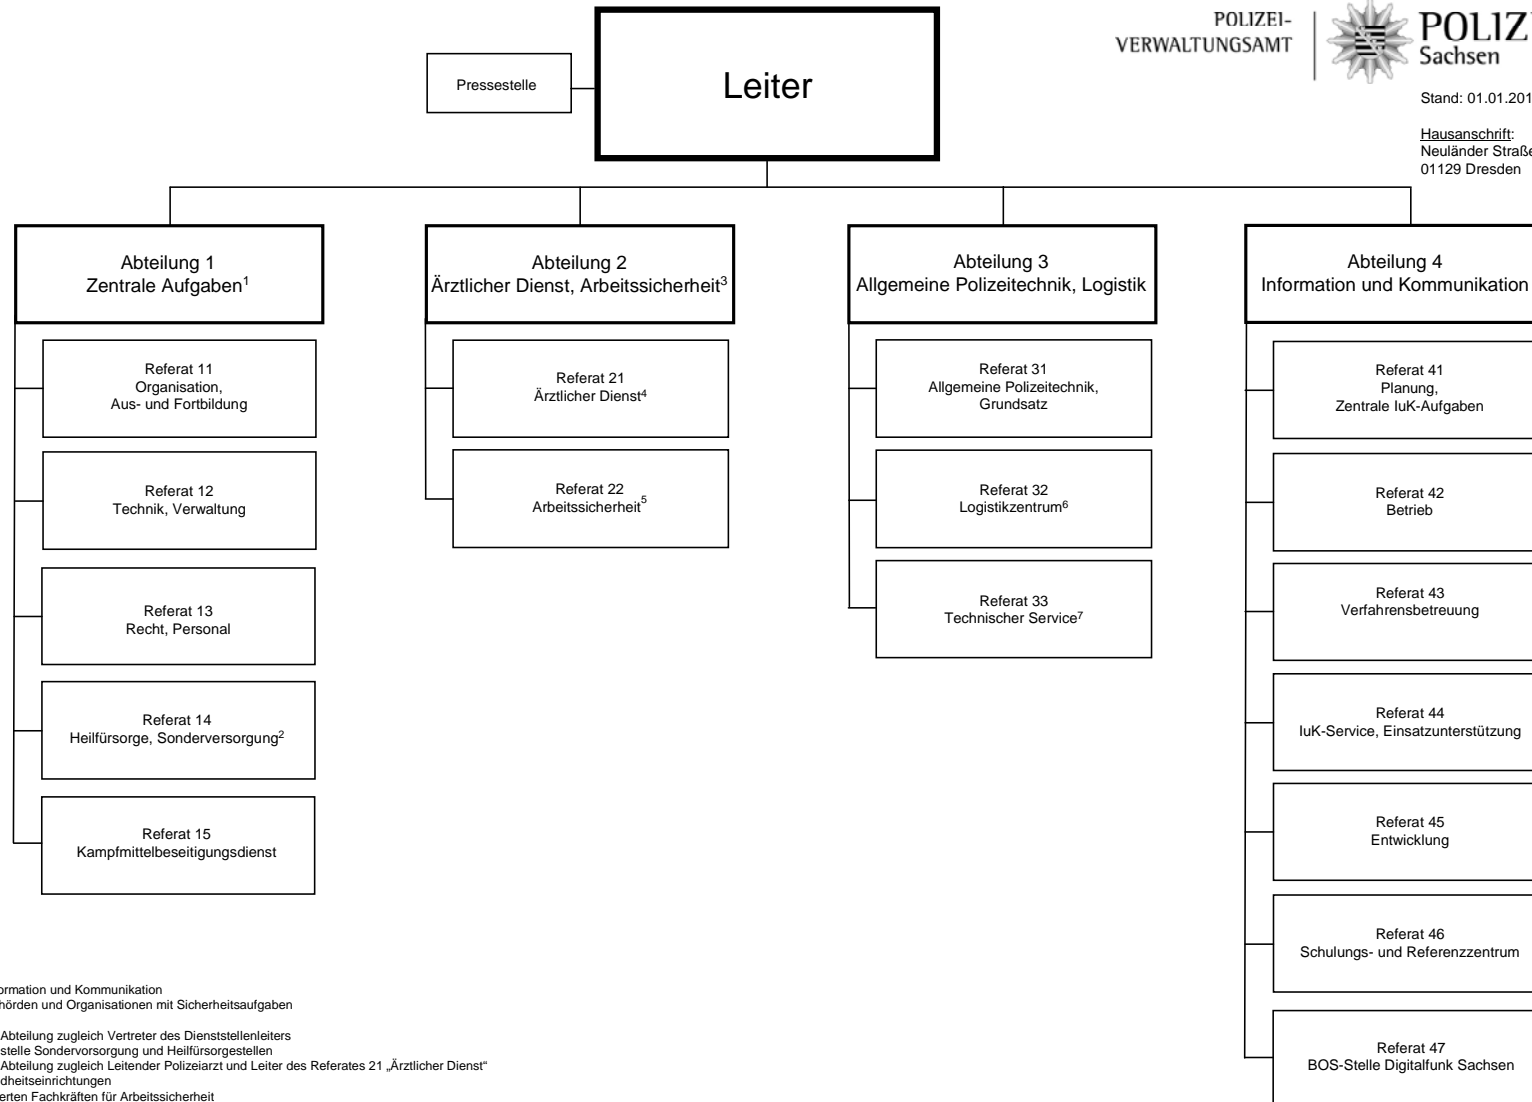 POLIZEI-
VERWALTUNGSAMT
POLIZ
Sachsen
Stand: 01.01.201
Hausanschrift:
Neuländer Straße
01129 Dresden
Pressestelle
Leiter
Abteilung 1
Zentrale Aufgaben¹
Referat 11
Organisation,
Aus- und Fortbildung
Referat 12
Technik, Verwaltung
Referat 13
Recht, Personal
Referat 14
Heilfürsorge, Sonderversorgung²
Referat 15
Kampfmittelbeseitigungsdienst
Abteilung 2
Ärztlicher Dienst, Arbeitssicherheit³
Referat 21
Ärztlicher Dienst⁴
Referat 22
Arbeitssicherheit⁵
Abteilung 3
Allgemeine Polizeitechnik, Logistik
Referat 31
Allgemeine Polizeitechnik,
Grundsatz
Referat 32
Logistikzentrum⁶
Referat 33
Technischer Service⁷
Abteilung 4
Information und Kommunikation
Referat 41
Planung,
Zentrale IuK-Aufgaben
Referat 42
Betrieb
Referat 43
Verfahrensbetreuung
Referat 44
IuK-Service, Einsatzunterstützung
Referat 45
Entwicklung
Referat 46
Schulungs- und Referenzzentrum
Referat 47
BOS-Stelle Digitalfunk Sachsen
ormation und Kommunikation
hörden und Organisationen mit Sicherheitsaufgaben
Abteilung zugleich Vertreter des Dienststellenleiters
stelle Sondervorsorgung und Heilfürsorgestellen
Abteilung zugleich Leitender Polizeiarzt und Leiter des Referates 21 „Ärztlicher Dienst“
dheitseinrichtungen
erten Fachkräften für Arbeitssicherheit